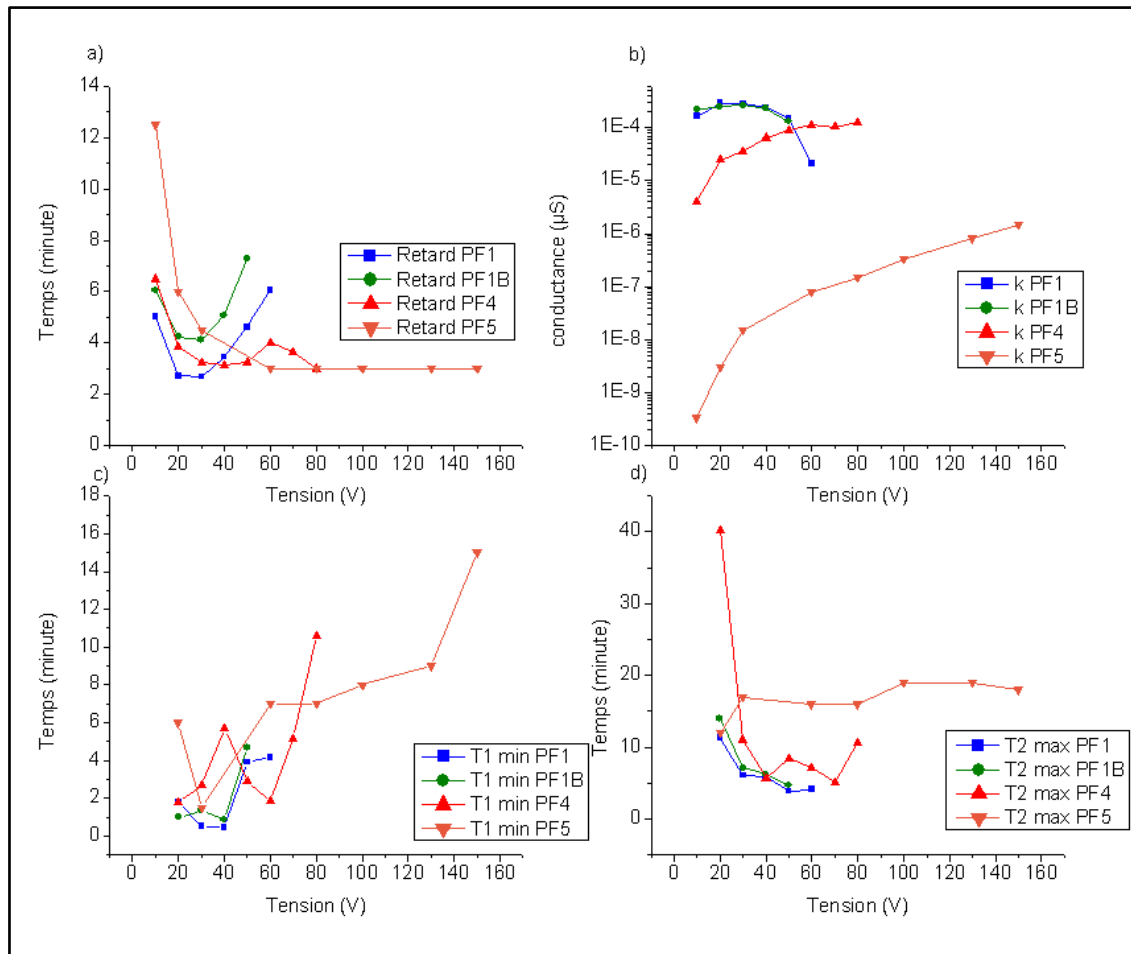 a)
14
12
10
8
6
4
2
0
Temps (minute)
Retard PF1
Retard PF1B
Retard PF4
Retard PF5
0 20 40 60 80 100 120 140 160
Tension (V)
b)
1E-4
1E-5
1E-6
1E-7
1E-8
1E-9
1E-10
conductance (µS)
k PF1
k PF1B
k PF4
k PF5
0 20 40 60 80 100 120 140 160
Tension (V)
c)
18
16
14
12
10
8
6
4
2
0
Temps (minute)
T1 min PF1
T1 min PF1B
T1 min PF4
T1 min PF5
0 20 40 60 80 100 120 140 160
Tension (V)
d)
40
30
20
10
0
Temps (minute)
T2 max PF1
T2 max PF1B
T2 max PF4
T2 max PF5
0 20 40 60 80 100 120 140 160
Tension (V)